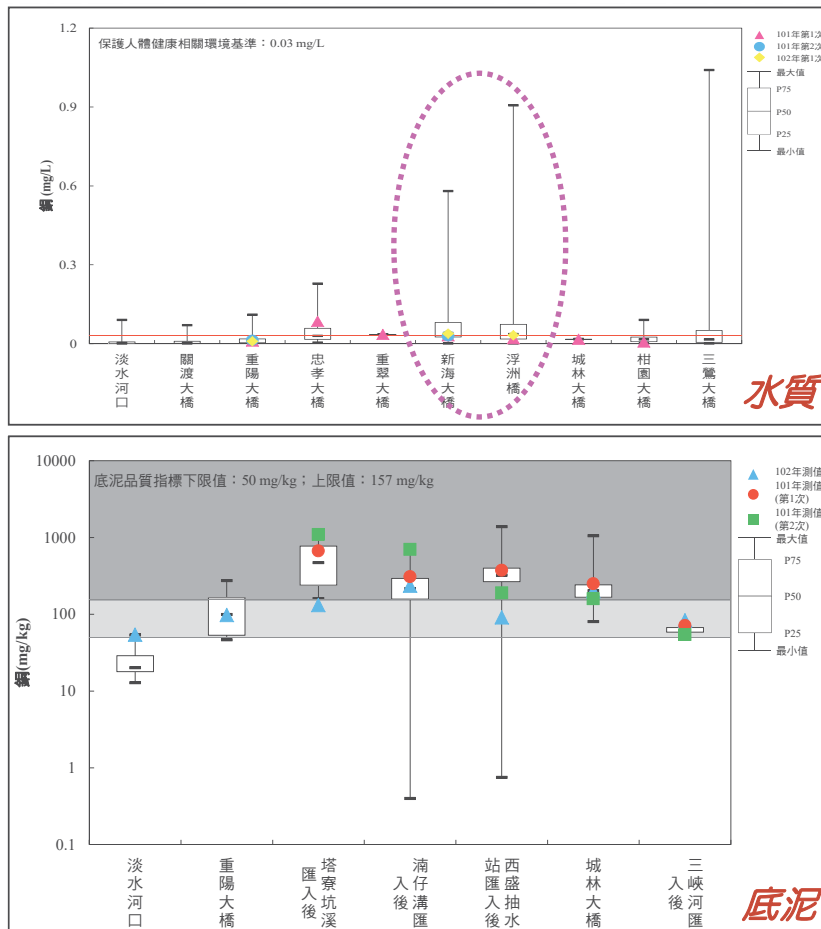 保護人體健康相關環境基準：0.03 mg/L
101年第1次
101年第2次
102年第1次
最大值
P75
P50
P25
最小值
銅 (mg/L)
1.2
0.9
0.6
0.3
0
淡水河口
關渡大橋
重陽大橋
忠孝大橋
重翠大橋
新海大橋
浮洲橋
城林大橋
柑園大橋
三鶯大橋
水質
底泥品質指標下限值：50 mg/kg；上限值：157 mg/kg
102年測值
101年測值
(第1次)
101年測值
(第2次)
最大值
P75
P50
P25
最小值
銅(mg/kg)
10000
1000
100
10
1
0.1
淡水河口
重陽大橋
塔寮坑溪
匯入後
湳仔溝匯
入後
西盛抽水
站匯入後
城林大橋
三峽河匯
入後
底泥